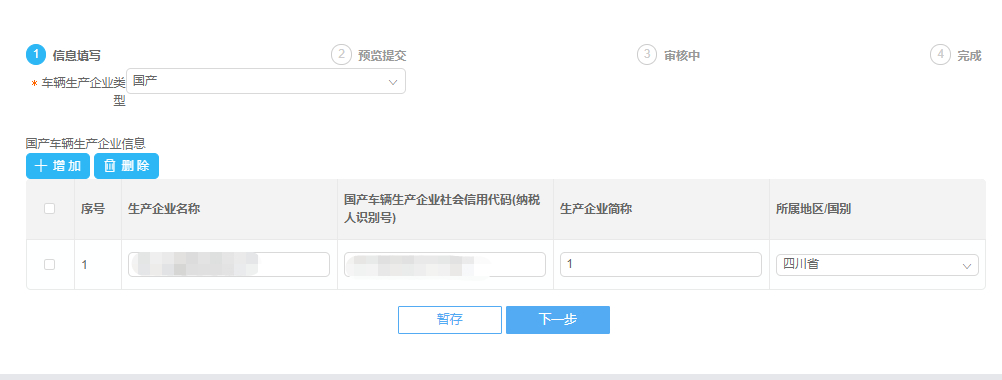 1 信息填写 2 预览提交 3 审核中 4 完成
* 车辆生产企业类型 国产
国产车辆生产企业信息
增加 删除
序号 生产企业名称 国产车辆生产企业社会信用代码(纳税人识别号) 生产企业简称 所属地区/国别
1 1 四川省
暂存 下一步